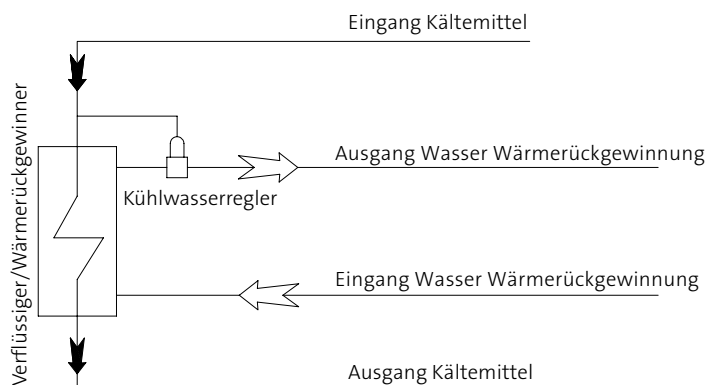 Eingang Kältemittel
Verflüssiger/Wärmerückgewinner
Ausgang Wasser Wärmerückgewinnung
Kühlwasserregler
Eingang Wasser Wärmerückgewinnung
Ausgang Kältemittel